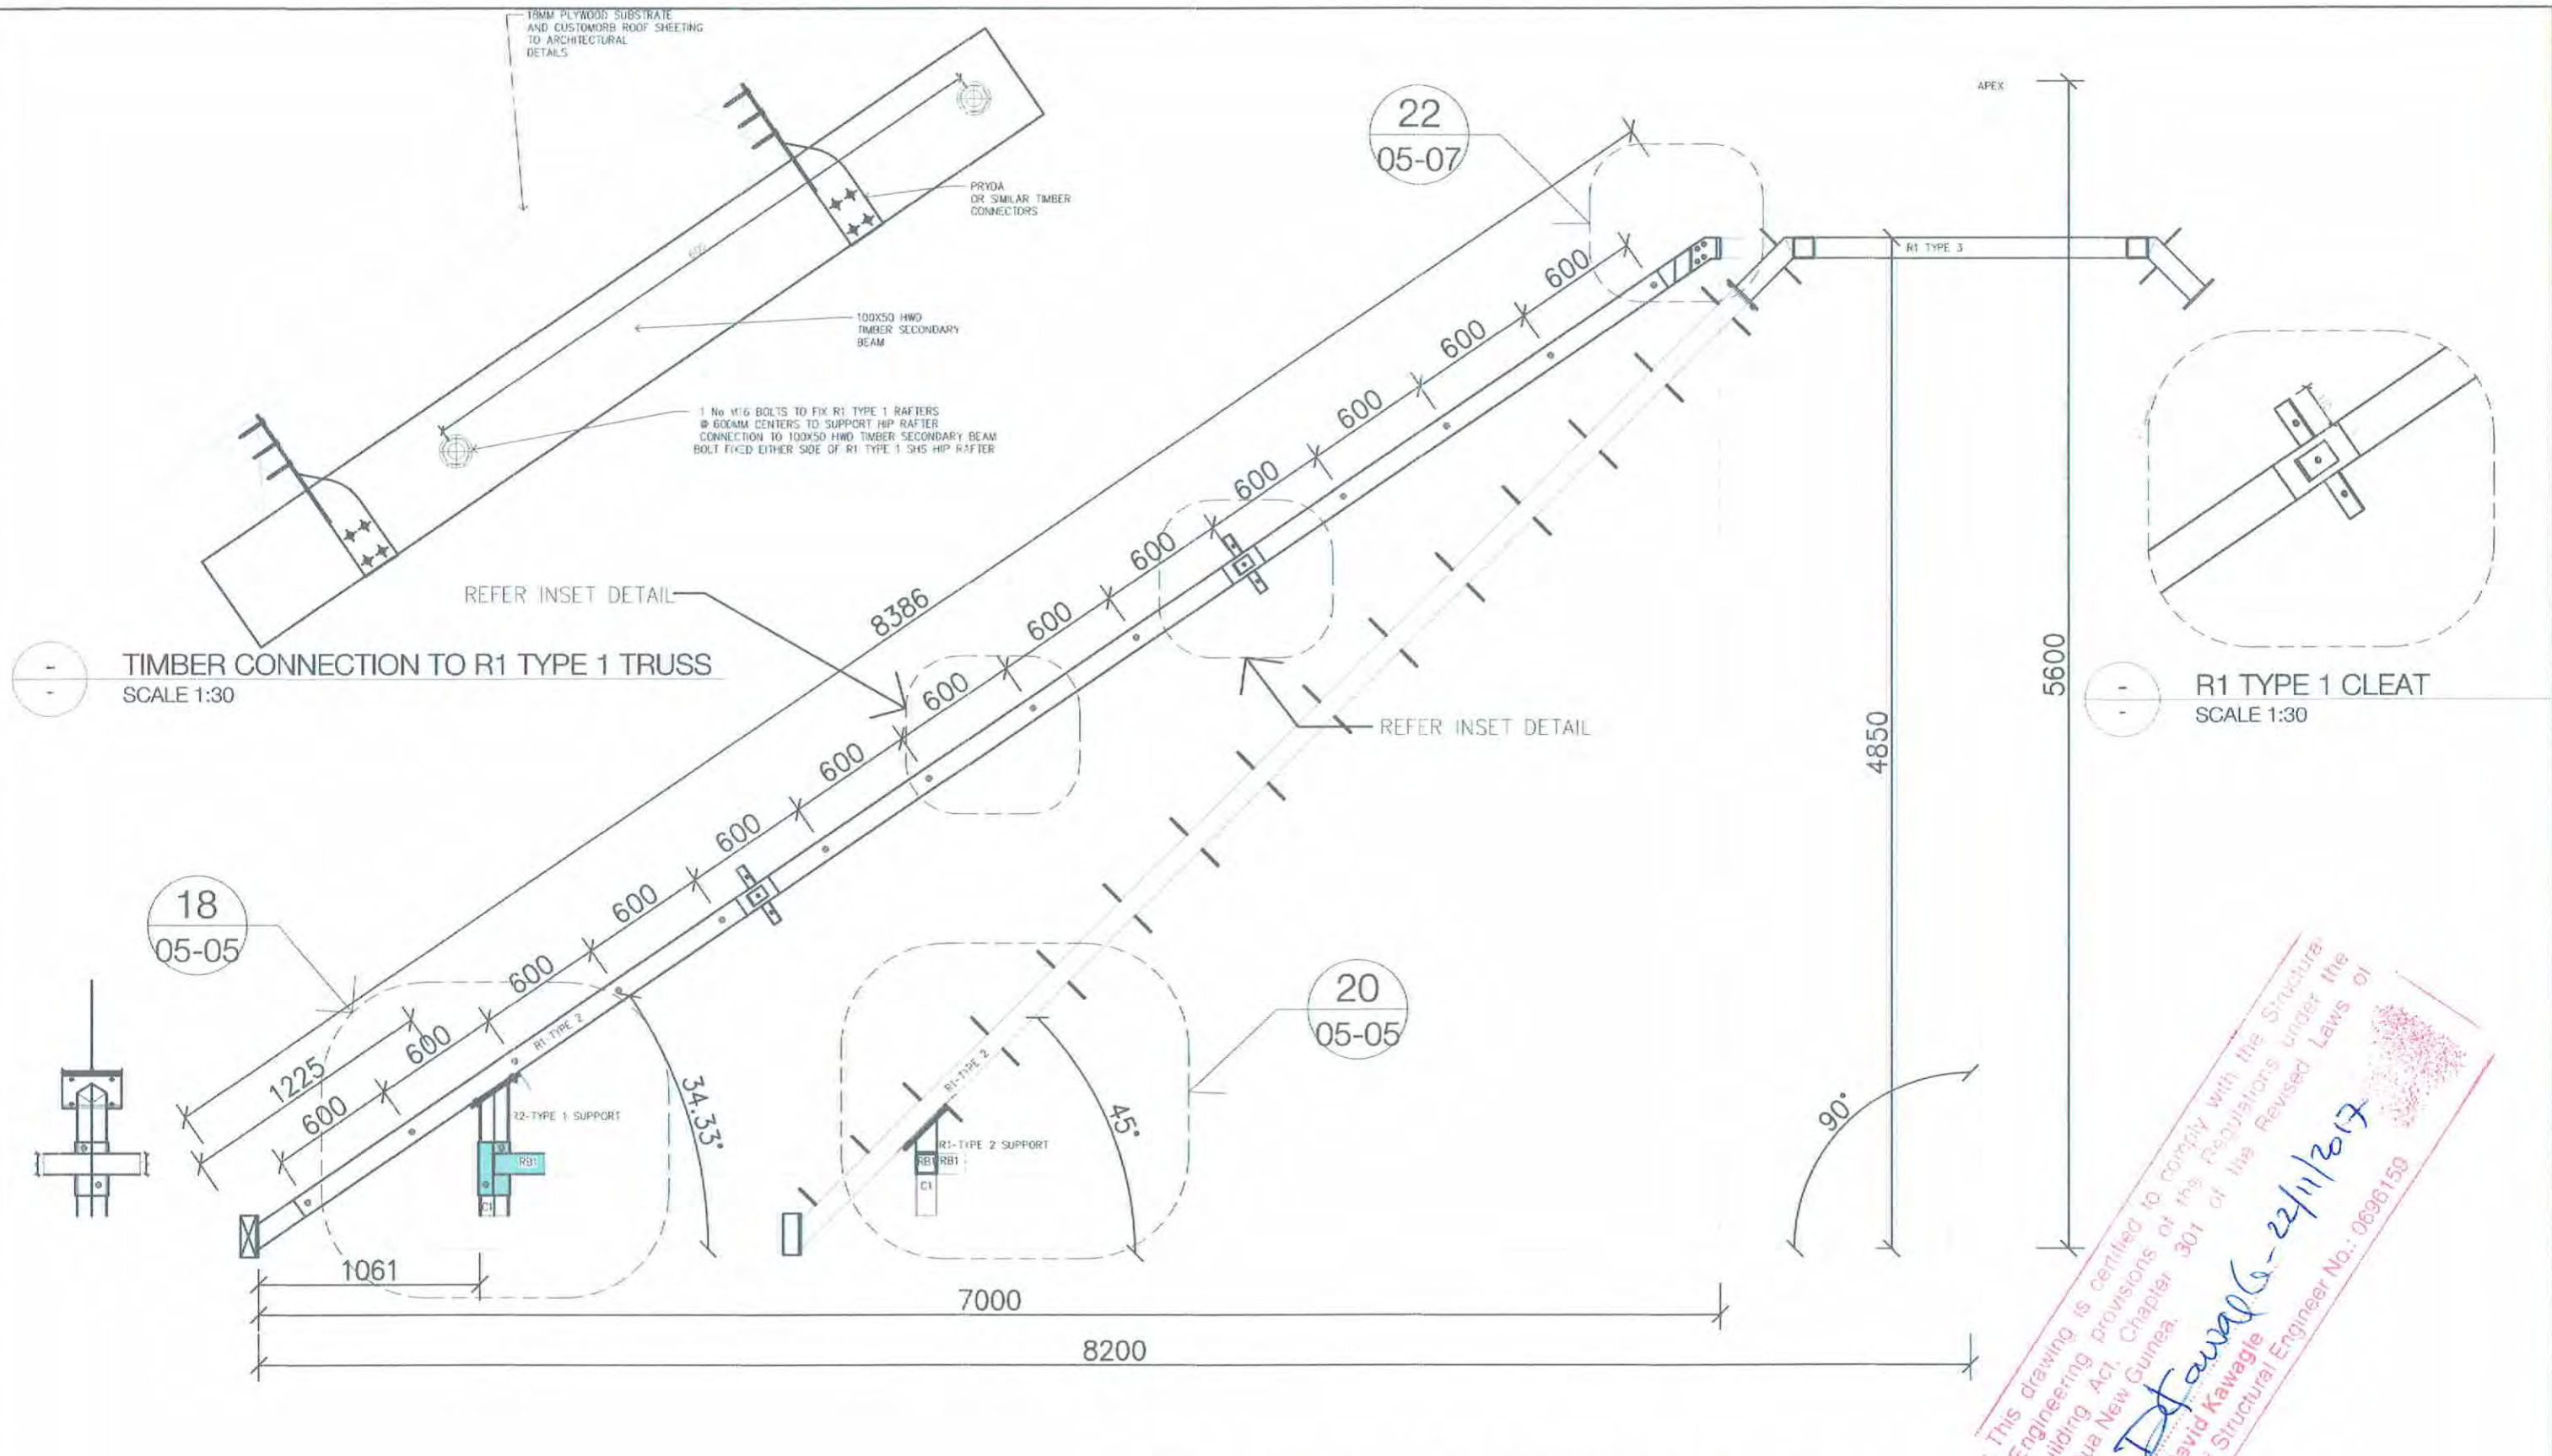 18MM PLYWOOD SUBSTRATE
AND CUSTOMORB ROOF SHEETING
TO ARCHITECTURAL
DETAILS
PRYDA
OR SIMILAR TIMBER
CONNECTORS
600
100X50 HWD
TIMBER SECONDARY
BEAM
1 No M16 BOLTS TO FIX R1 TYPE 1 RAFTERS
@ 600MM CENTERS TO SUPPORT HIP RAFTER
CONNECTION TO 100X50 HWD TIMBER SECONDARY BEAM
BOLT FIXED EITHER SIDE OF R1 TYPE 1 SHS HIP RAFTER
-
-
TIMBER CONNECTION TO R1 TYPE 1 TRUSS
SCALE 1:30
REFER INSET DETAIL
22
05-07
APEX
R1 TYPE 3
8386
600
600
600
600
600
600
600
600
600
600
600
600
600
1225
600
REFER INSET DETAIL
4850
5600
-
-
R1 TYPE 1 CLEAT
SCALE 1:30
18
05-05
R1-TYPE 2
R2-TYPE 1 SUPPORT
RB1
C1
34.33°
20
05-05
R1-TYPE 2
R1-TYPE 2 SUPPORT
RB1
RB1
C1
45°
90°
1061
7000
8200
This drawing is certified to comply with the Structural
Engineering provisions of the Regulations under the
Building Act, Chapter 301 of the Revised Laws of
New Guinea.
22/11/2017
David Kawagle
Structural Engineer No.: 0696159